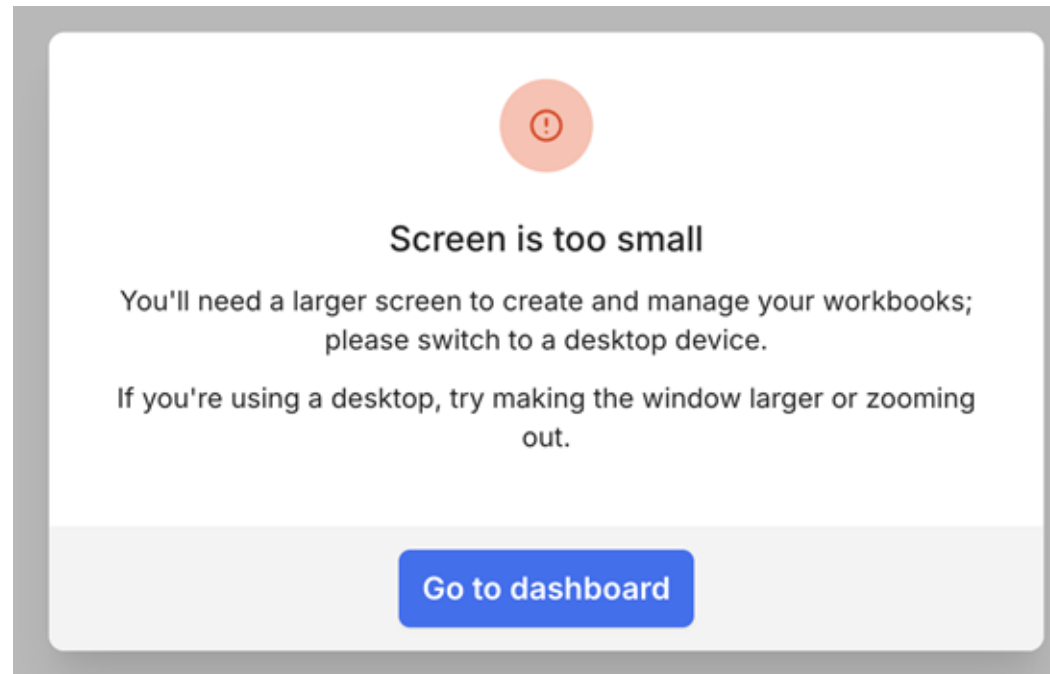 Screen is too small
You'll need a larger screen to create and manage your workbooks;
please switch to a desktop device.
If you're using a desktop, try making the window larger or zooming
out.
Go to dashboard